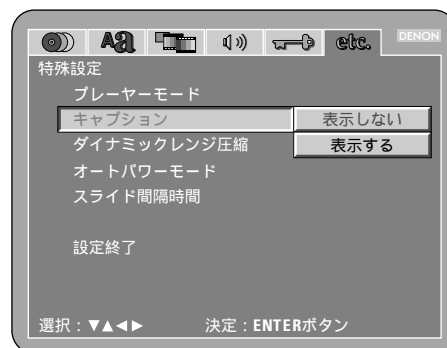 Aa etc. DENON
特殊設定
プレーヤーモード
キャプション 表示しない
ダイナミックレンジ圧縮 表示する
オートパワーモード
スライド間隔時間
設定終了
選択：▼▲◀▶ 決定：ENTERボタン